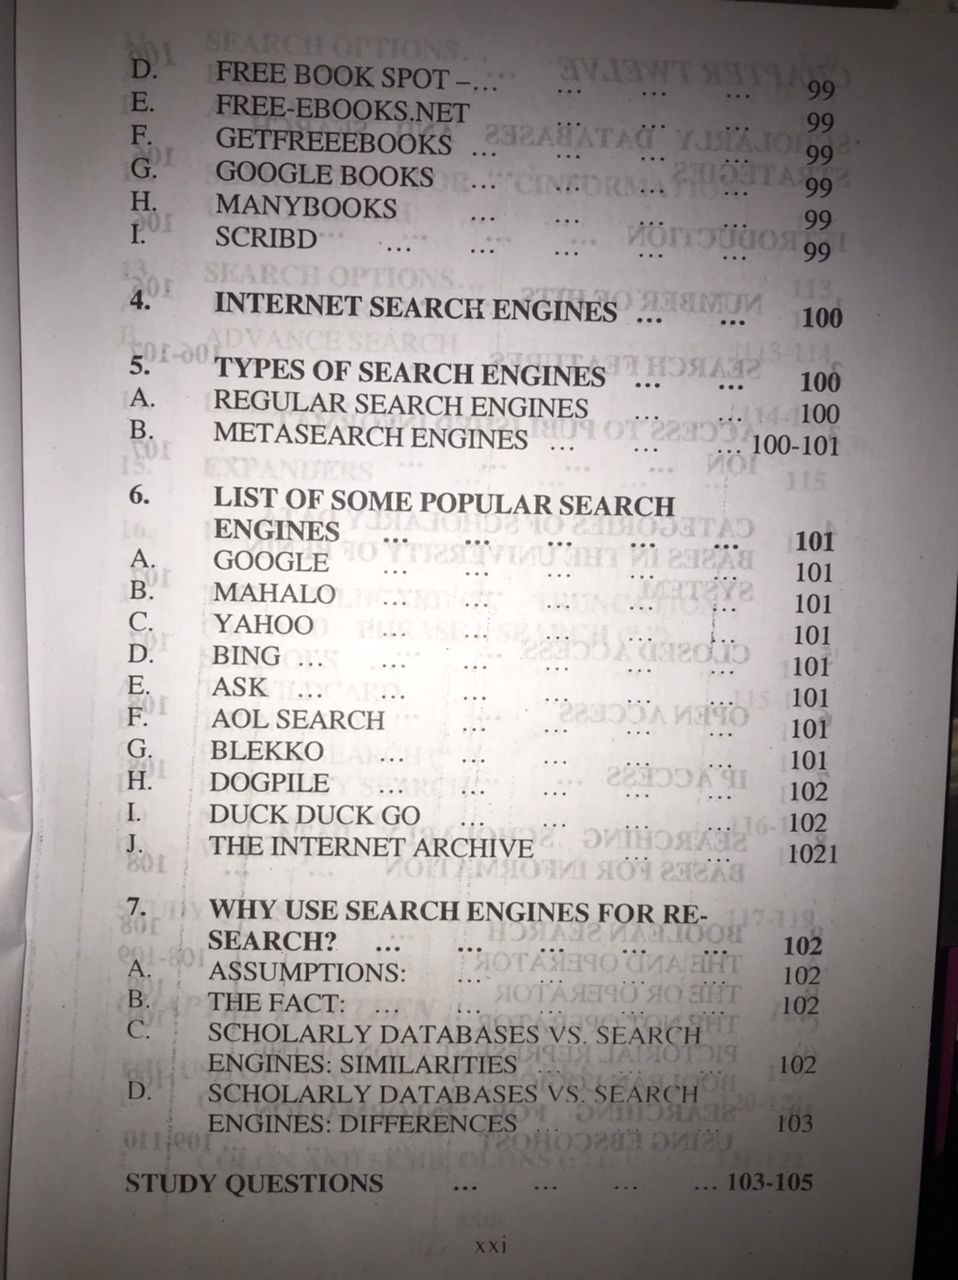 D. FREE BOOK SPOT –... ... ... ... 99
E. FREE-EBOOKS.NET ... ... ... 99
F. GETFREEEBOOKS ... ... ... ... 99
G. GOOGLE BOOKS ... ... ... ... 99
H. MANYBOOKS ... ... ... ... 99
I. SCRIBD ... ... ... ... ... 99
4. INTERNET SEARCH ENGINES ... ... 100
5. TYPES OF SEARCH ENGINES ... ... 100
A. REGULAR SEARCH ENGINES ... ... 100
B. METASEARCH ENGINES ... ... ... 100-101
6. LIST OF SOME POPULAR SEARCH
ENGINES ... ... ... ... ... 101
A. GOOGLE ... ... ... ... ... 101
B. MAHALO ... ... ... ... ... 101
C. YAHOO ... ... ... ... ... 101
D. BING ... ... ... ... ... ... 101
E. ASK ... ... ... ... ... ... 101
F. AOL SEARCH ... ... ... ... 101
G. BLEKKO ... ... ... ... ... 101
H. DOGPILE ... ... ... ... ... 102
I. DUCK DUCK GO ... ... ... ... 102
J. THE INTERNET ARCHIVE ... ... 1021
7. WHY USE SEARCH ENGINES FOR RE-
SEARCH? ... ... ... ... ... 102
A. ASSUMPTIONS: ... ... ... ... 102
B. THE FACT: ... ... ... ... ... 102
C. SCHOLARLY DATABASES VS. SEARCH
ENGINES: SIMILARITIES ... ... ... 102
D. SCHOLARLY DATABASES VS. SEARCH
ENGINES: DIFFERENCES ... ... ... 103
STUDY QUESTIONS ... ... ... ... 103-105
xxi